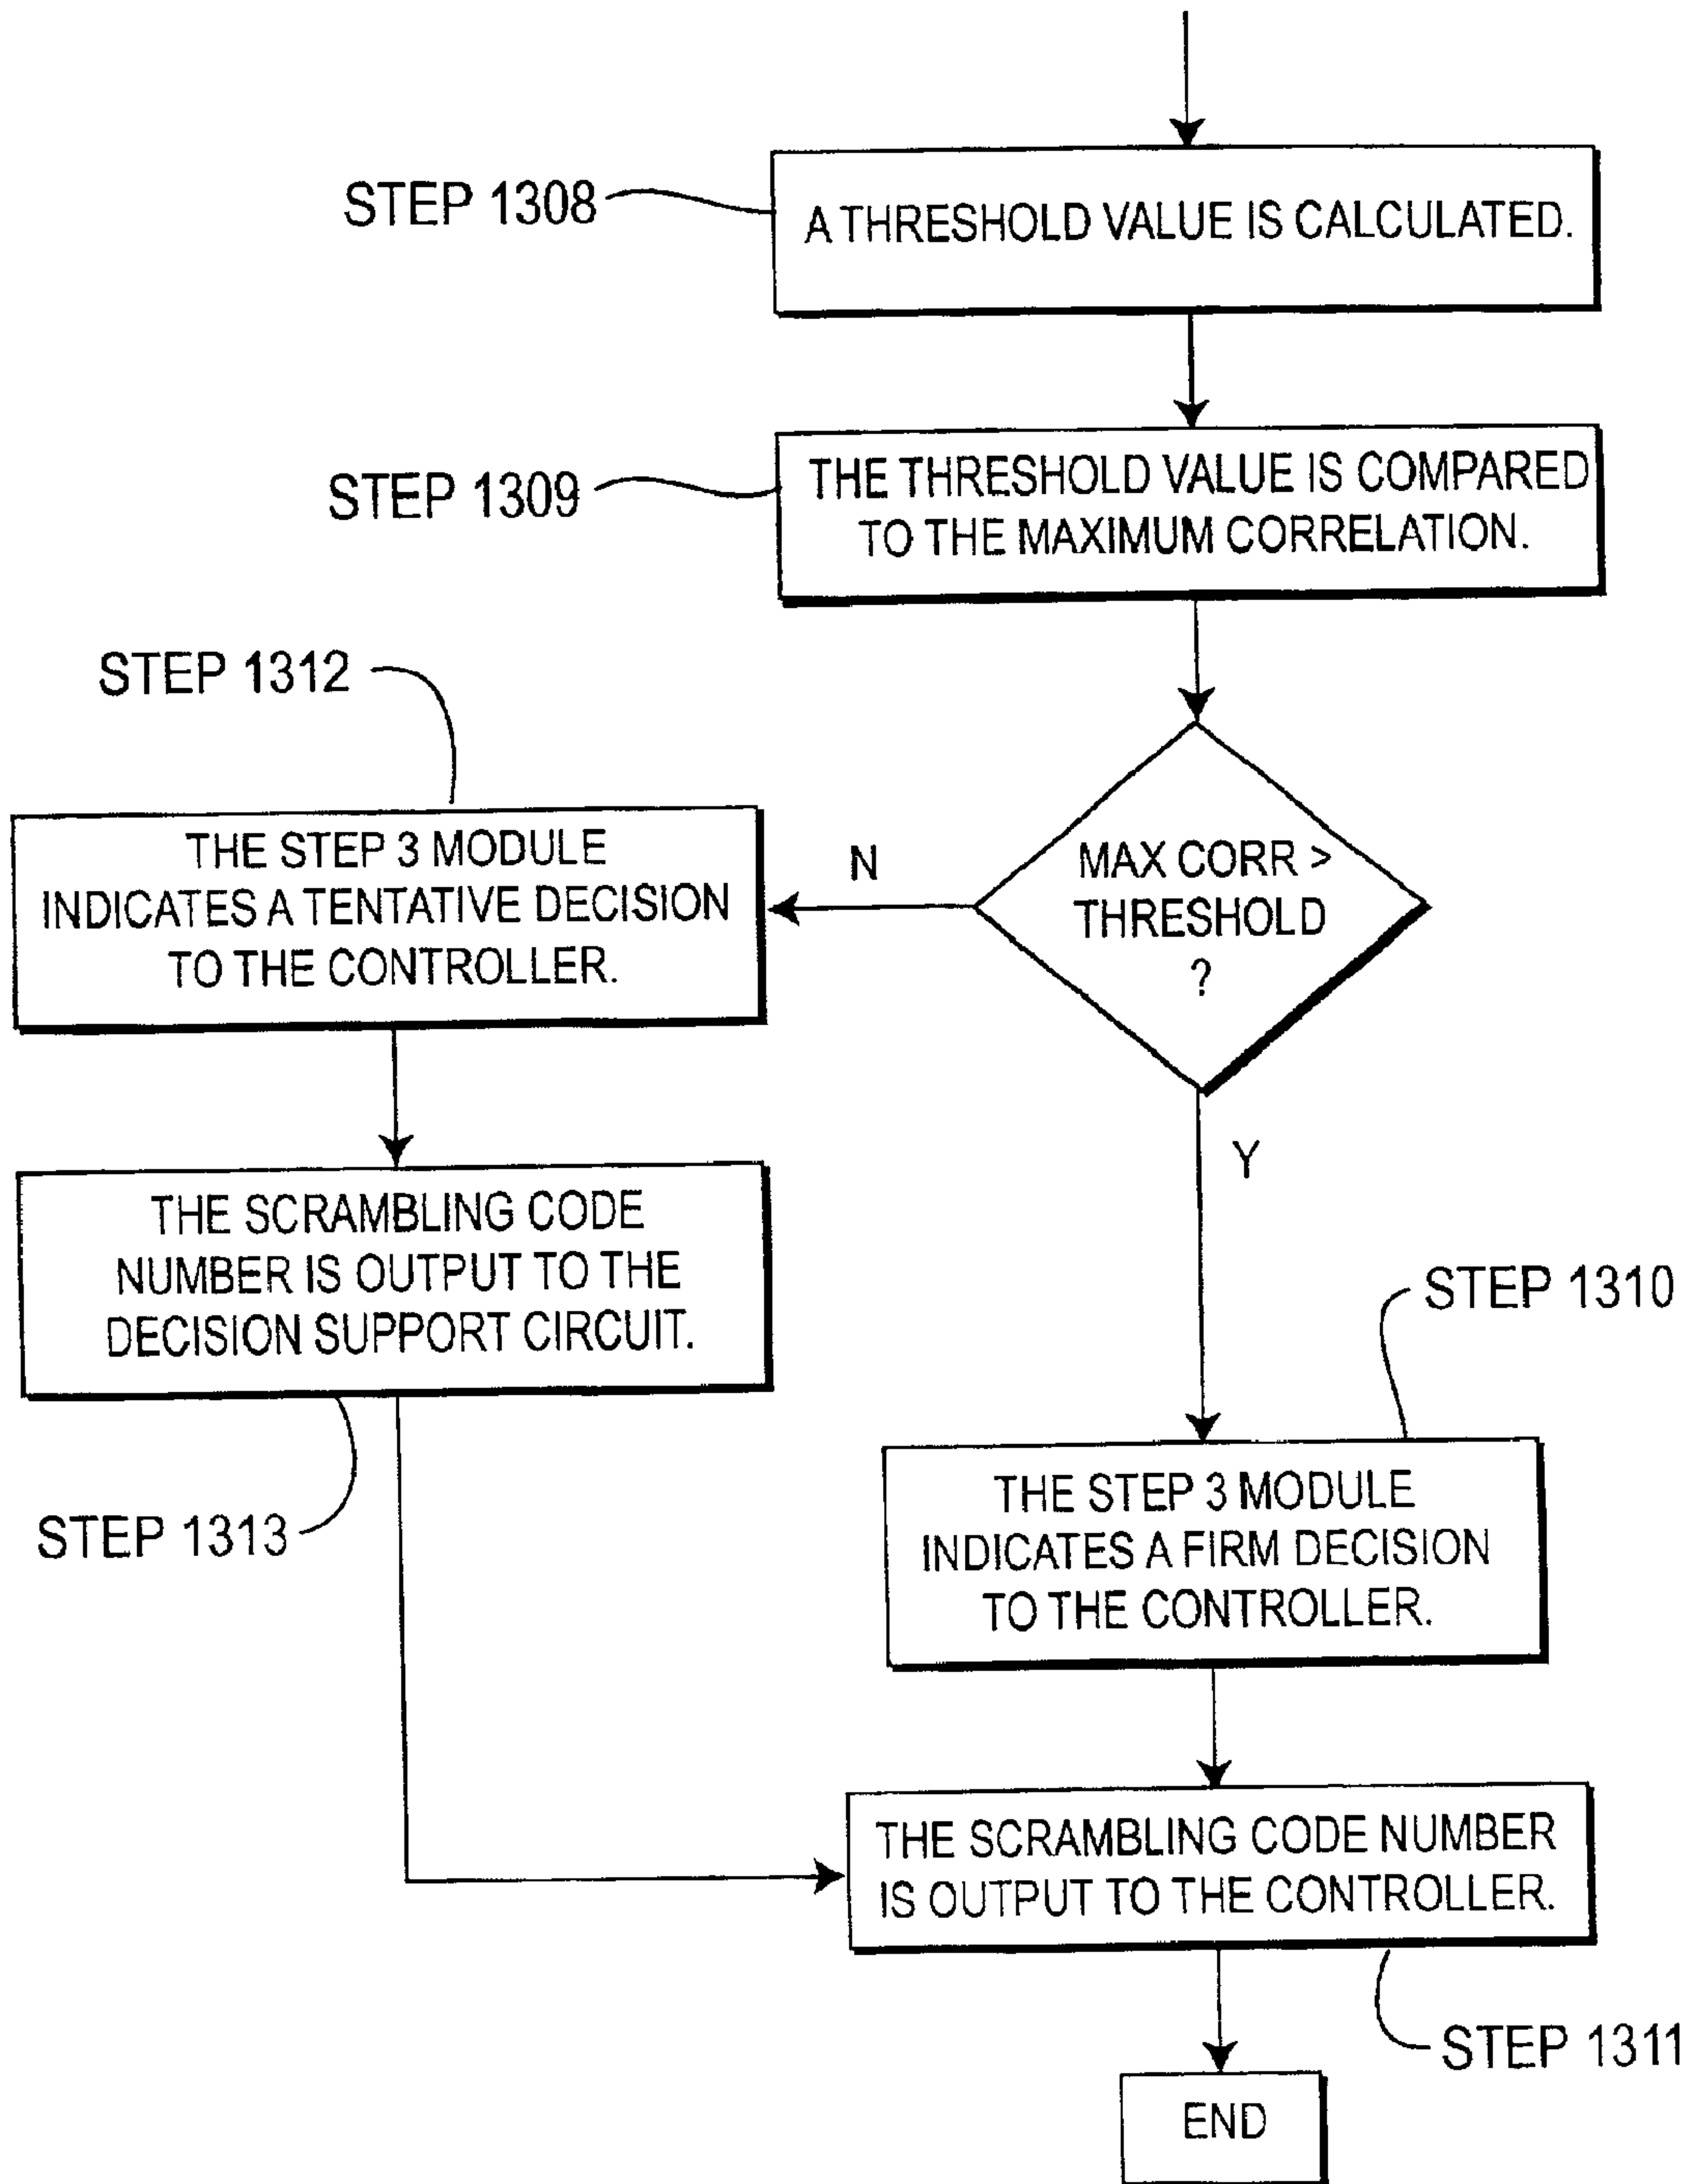 STEP 1308
A THRESHOLD VALUE IS CALCULATED.
STEP 1309
THE THRESHOLD VALUE IS COMPARED
TO THE MAXIMUM CORRELATION.
MAX CORR >
THRESHOLD
?
N
STEP 1312
THE STEP 3 MODULE
INDICATES A TENTATIVE DECISION
TO THE CONTROLLER.
THE SCRAMBLING CODE
NUMBER IS OUTPUT TO THE
DECISION SUPPORT CIRCUIT.
STEP 1313
Y
STEP 1310
THE STEP 3 MODULE
INDICATES A FIRM DECISION
TO THE CONTROLLER.
THE SCRAMBLING CODE NUMBER
IS OUTPUT TO THE CONTROLLER.
STEP 1311
END